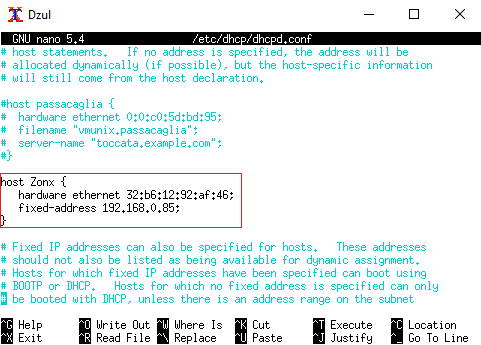 Dzul
GNU nano 5.4 /etc/dhcp/dhcpd.conf
# host statements.   If no address is specified, the address will be
# allocated dynamically (if possible), but the host-specific information
# will still come from the host declaration.
#host passacaglia {
#  hardware ethernet 0:0:c0:5d:bd:95;
#  filename "vmunix.passacaglia";
#  server-name "toccata.example.com";
#}
host Zonx {
   hardware ethernet 32:b6:12:92:af:46;
   fixed-address 192.168.0.85;
}
# Fixed IP addresses can also be specified for hosts.   These addresses
# should not also be listed as being available for dynamic assignment.
# Hosts for which fixed IP addresses have been specified can boot using
# BOOTP or DHCP.   Hosts for which no fixed address is specified can only
# be booted with DHCP, unless there is an address range on the subnet
^G Help ^O Write Out ^W Where Is ^K Cut ^T Execute ^C Location
^X Exit ^R Read File ^\ Replace ^U Paste ^J Justify ^_ Go To Line